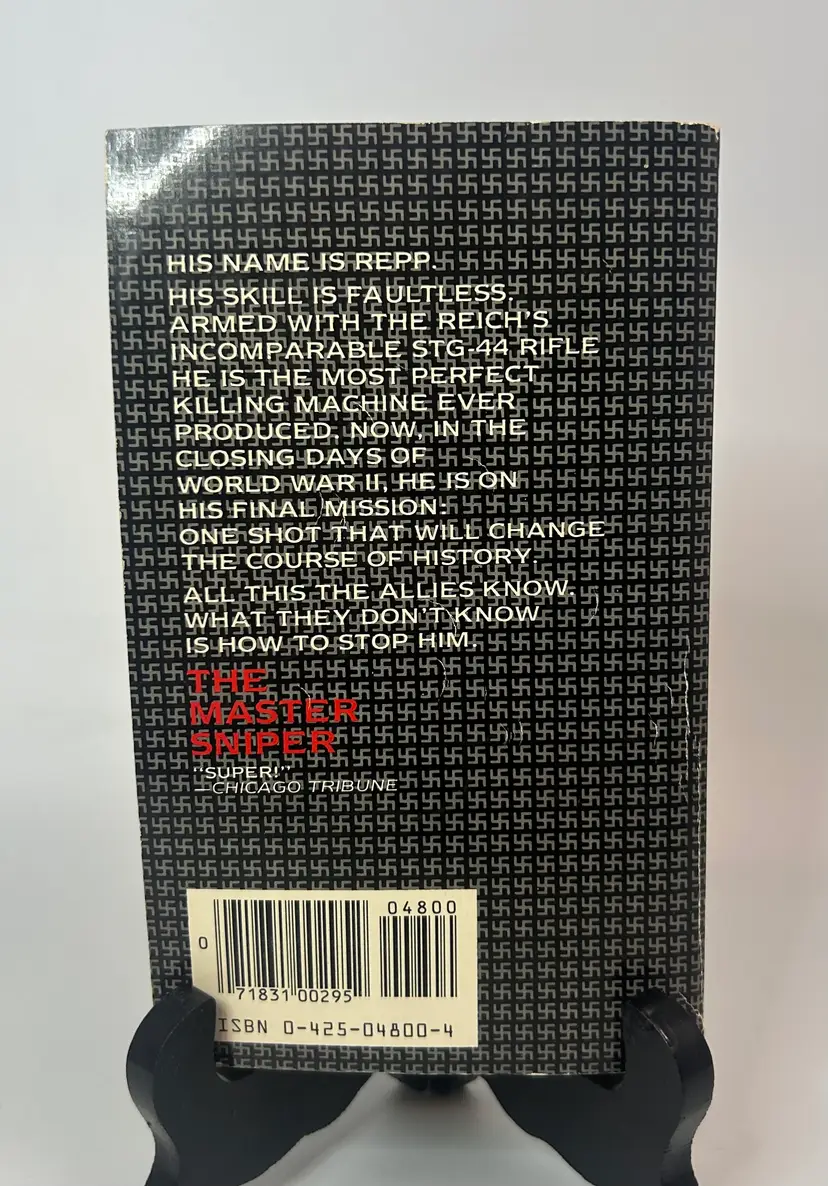 HIS NAME IS REPP.
HIS SKILL IS FAULTLESS.
ARMED WITH THE REICH'S
INCOMPARABLE STG-44 RIFLE
HE IS THE MOST PERFECT
KILLING MACHINE EVER
PRODUCED. NOW, IN THE
CLOSING DAYS OF
WORLD WAR II, HE IS ON
HIS FINAL MISSION:
ONE SHOT THAT WILL CHANGE
THE COURSE OF HISTORY.
ALL THIS THE ALLIES KNOW.
WHAT THEY DON'T KNOW
IS HOW TO STOP HIM.
THE
MASTER
SNIPER
"SUPER!"
—CHICAGO TRIBUNE
04800
0
71831 00295
ISBN 0-425-04800-4